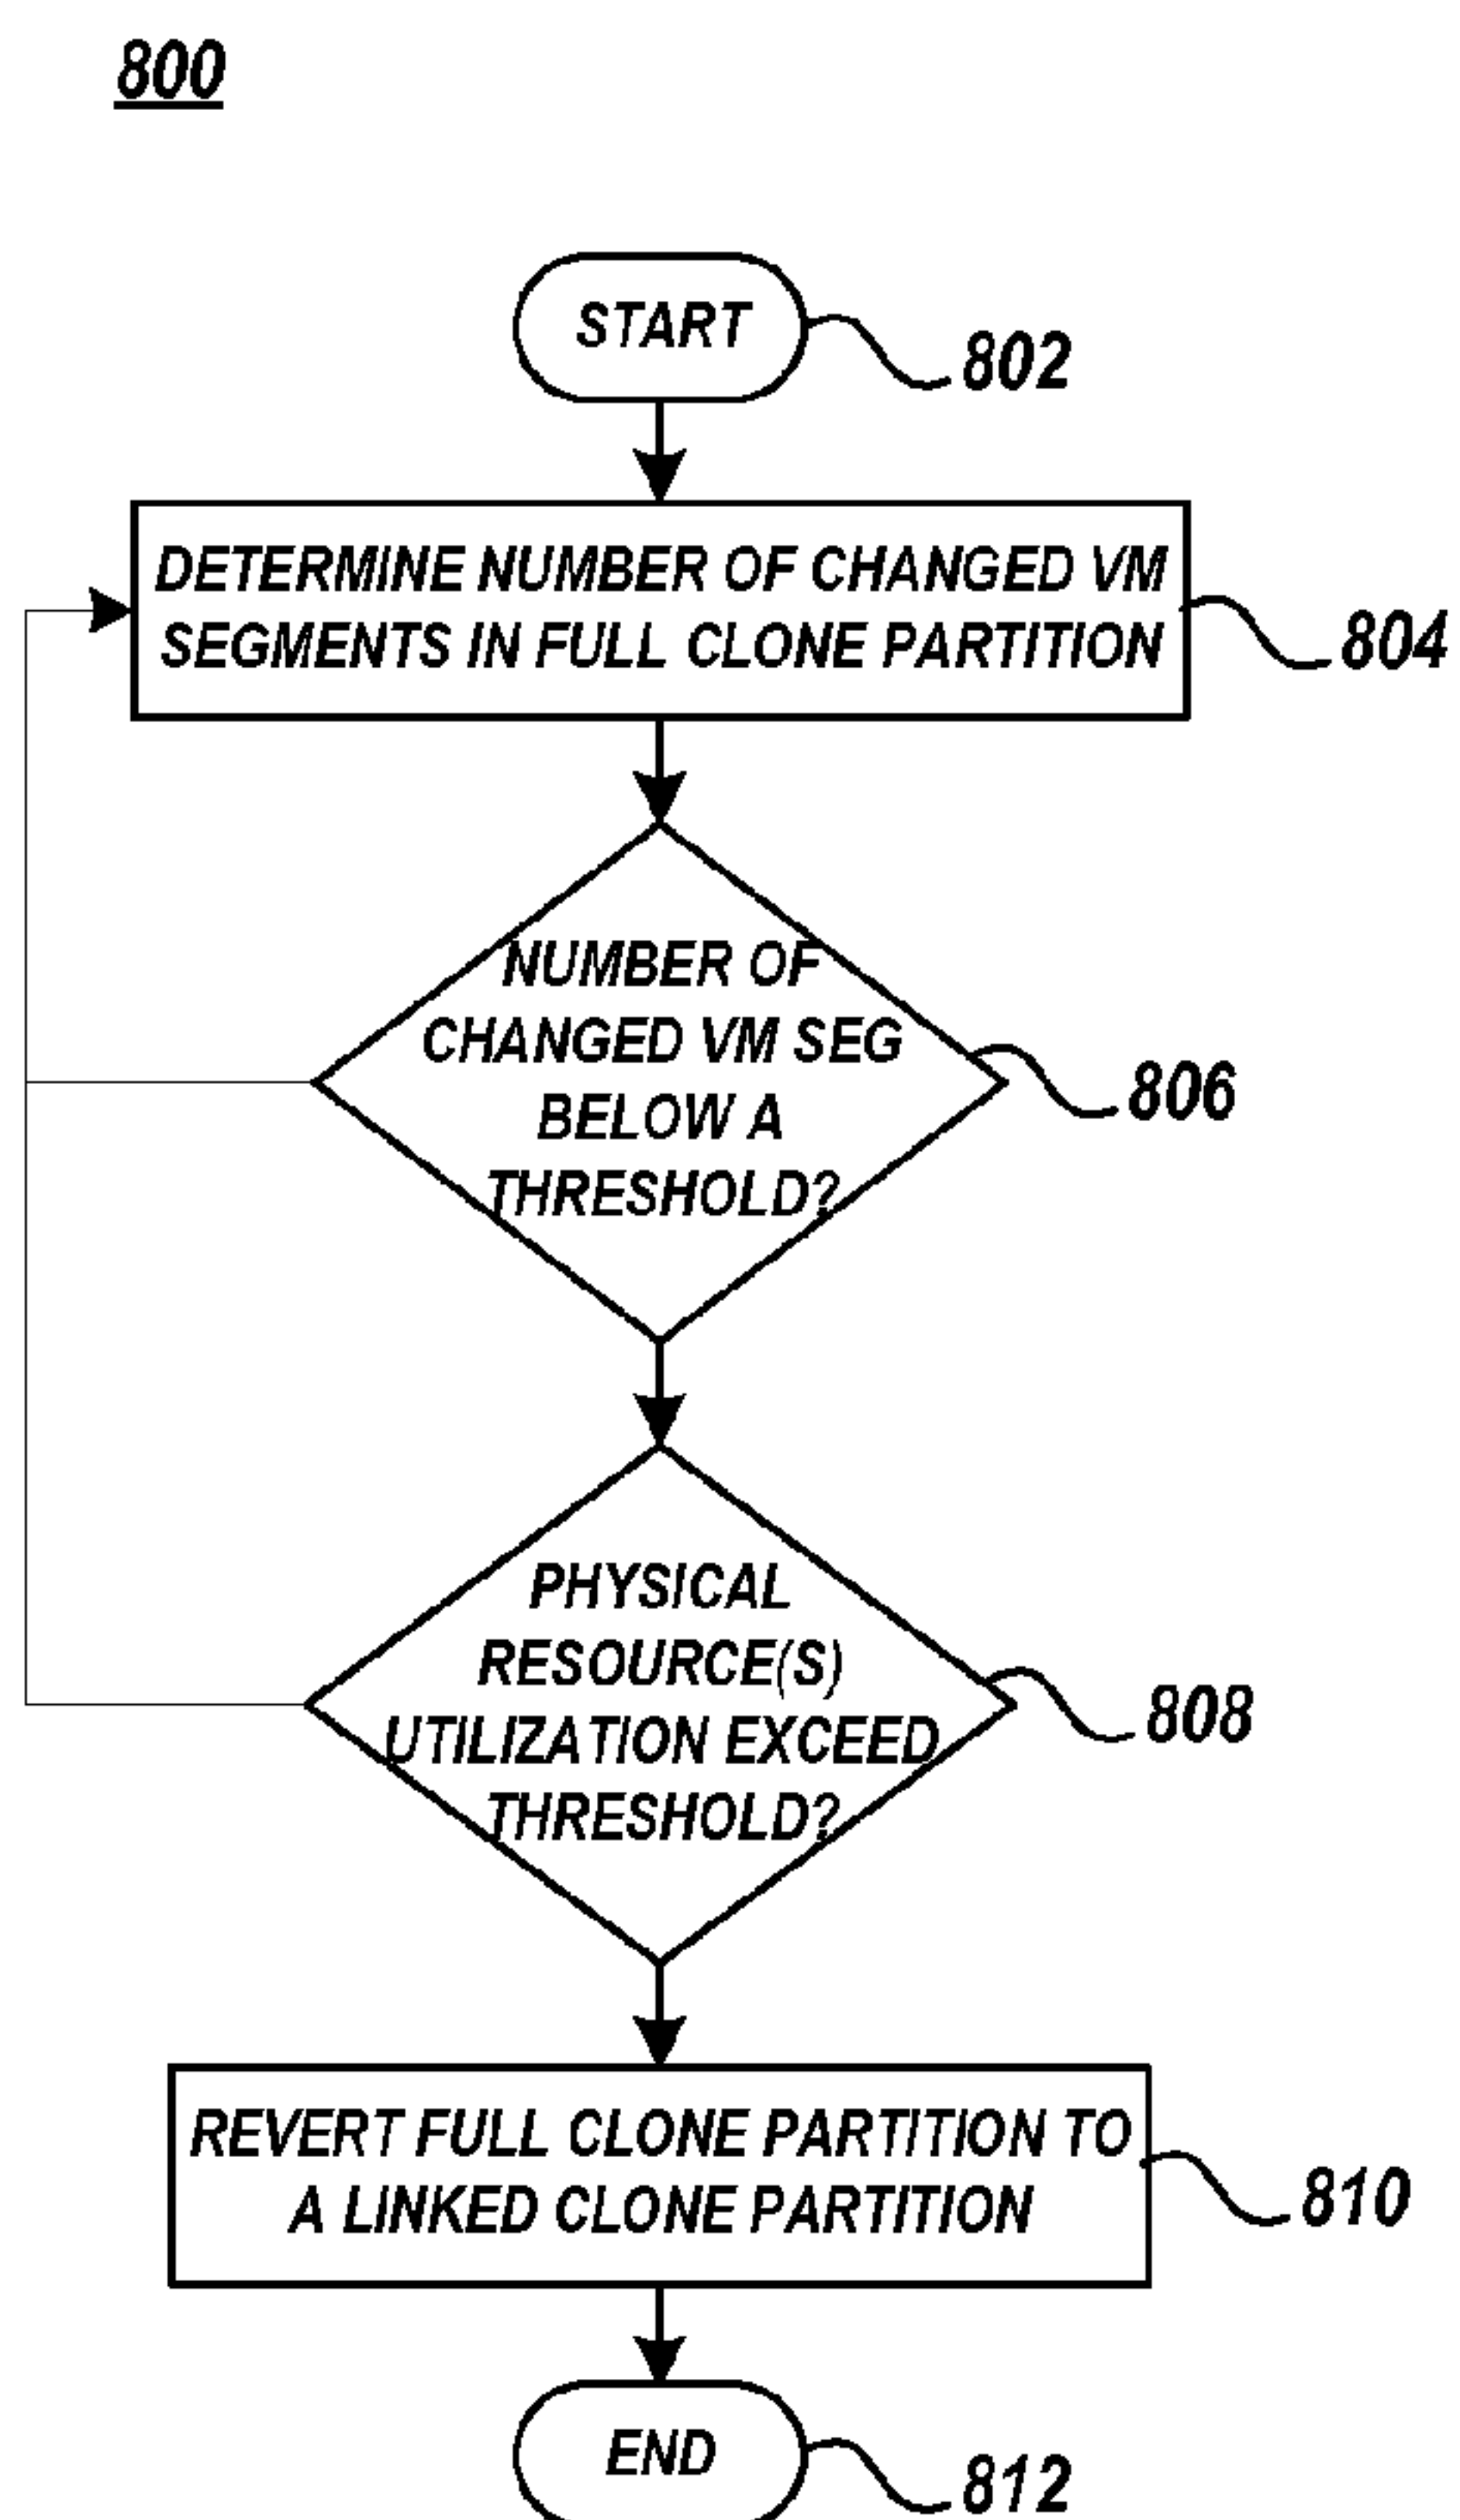 800
START
802
DETERMINE NUMBER OF CHANGED VM
SEGMENTS IN FULL CLONE PARTITION
804
NUMBER OF
CHANGED VM SEG
BELOW A
THRESHOLD?
806
PHYSICAL
RESOURCE(S)
UTILIZATION EXCEED
THRESHOLD?
808
REVERT FULL CLONE PARTITION TO
A LINKED CLONE PARTITION
810
END
812